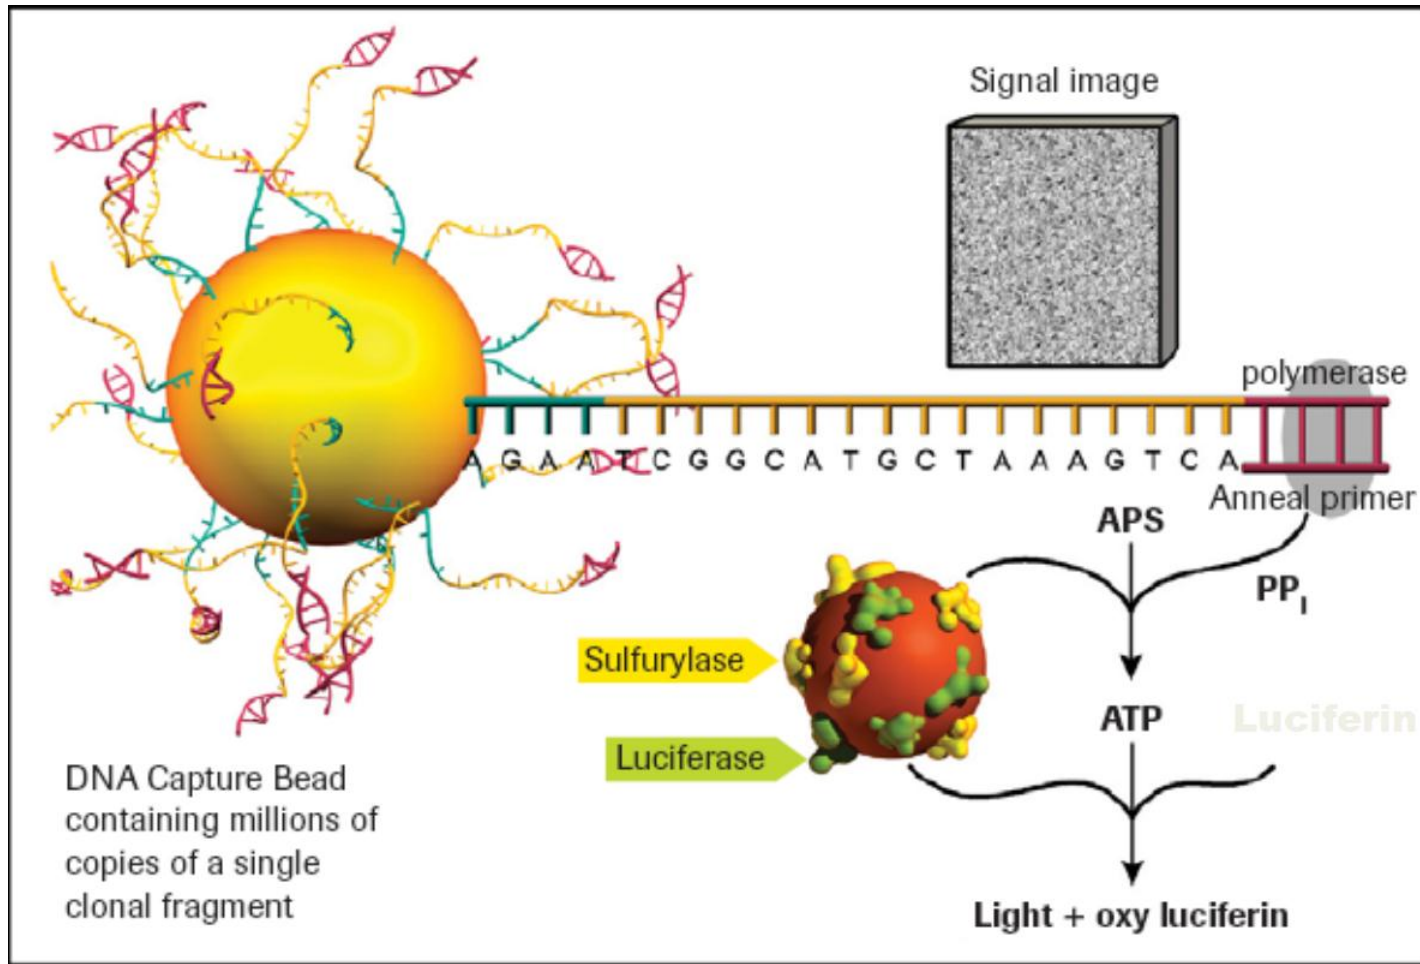 Signal image
polymerase
A G A A T C G G C A T G C T A A A G T C A
Anneal primer
APS
PPI
Sulfurylase
ATP
Luciferin
Luciferase
DNA Capture Bead
containing millions of
copies of a single
clonal fragment
Light + oxy luciferin